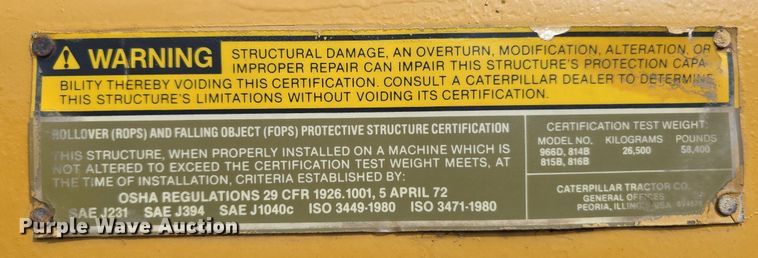 WARNING
STRUCTURAL DAMAGE, AN OVERTURN, MODIFICATION, ALTERATION, OR
IMPROPER REPAIR CAN IMPAIR THIS STRUCTURE'S PROTECTION CAPA-
BILITY THEREBY VOIDING THIS CERTIFICATION. CONSULT A CATERPILLAR DEALER TO DETERMINE
THIS STRUCTURE'S LIMITATIONS WITHOUT VOIDING ITS CERTIFICATION.
ROLLOVER (ROPS) AND FALLING OBJECT (FOPS) PROTECTIVE STRUCTURE CERTIFICATION
THIS STRUCTURE, WHEN PROPERLY INSTALLED ON A MACHINE WHICH IS
NOT ALTERED TO EXCEED THE CERTIFICATION TEST WEIGHT MEETS, AT
THE TIME OF INSTALLATION, CRITERIA ESTABLISHED BY:
OSHA REGULATIONS 29 CFR 1926.1001, 5 APRIL 72
SAE J231 SAE J394 SAE J1040c ISO 3449-1980 ISO 3471-1980
CERTIFICATION TEST WEIGHT:
MODEL NO. KILOGRAMS POUNDS
966D, 814B 26,500 58,400
815B, 816B
CATERPILLAR TRACTOR CO.
GENERAL OFFICES
PEORIA, ILLINOIS USA
Purple Wave Auction